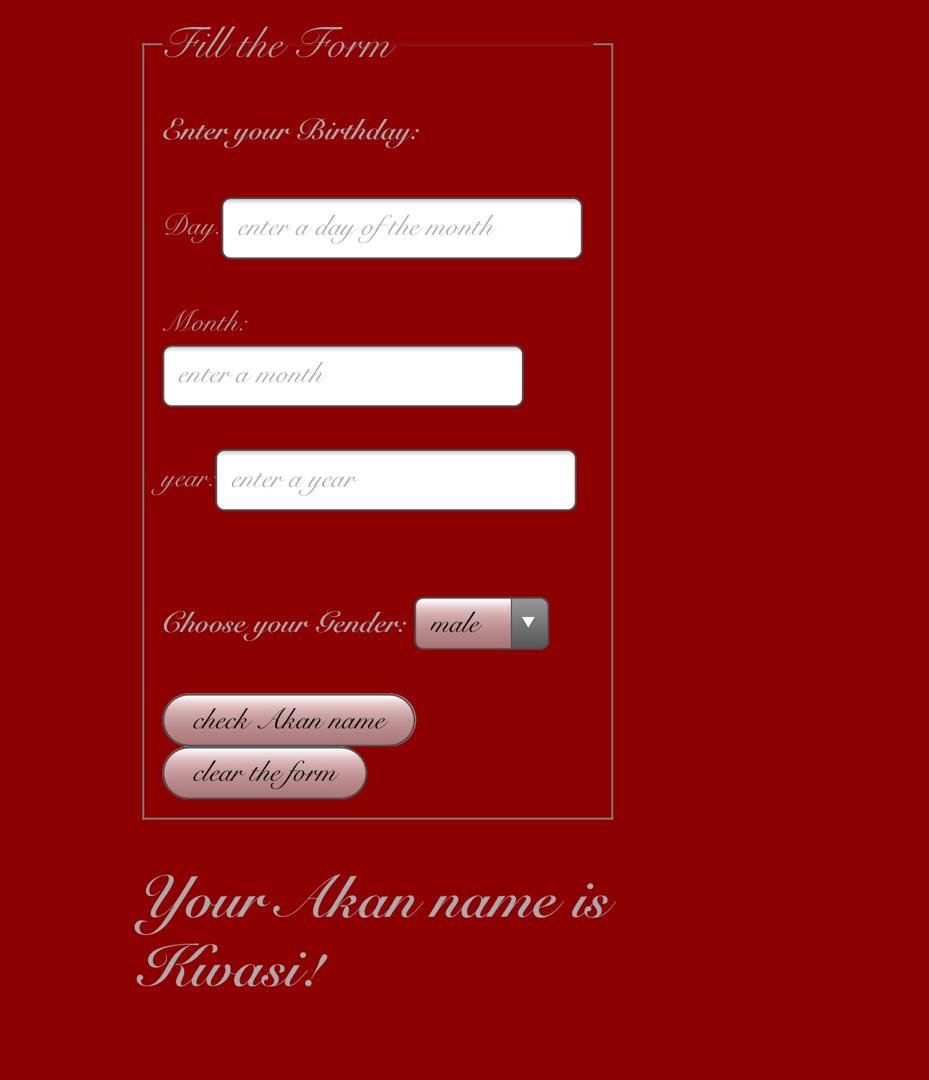 Fill the Form
Enter your Birthday:
Day:
enter a day of the month
Month:
enter a month
year:
enter a year
Choose your Gender:
male
check Akan name
clear the form
Your Akan name is
Kwasi!